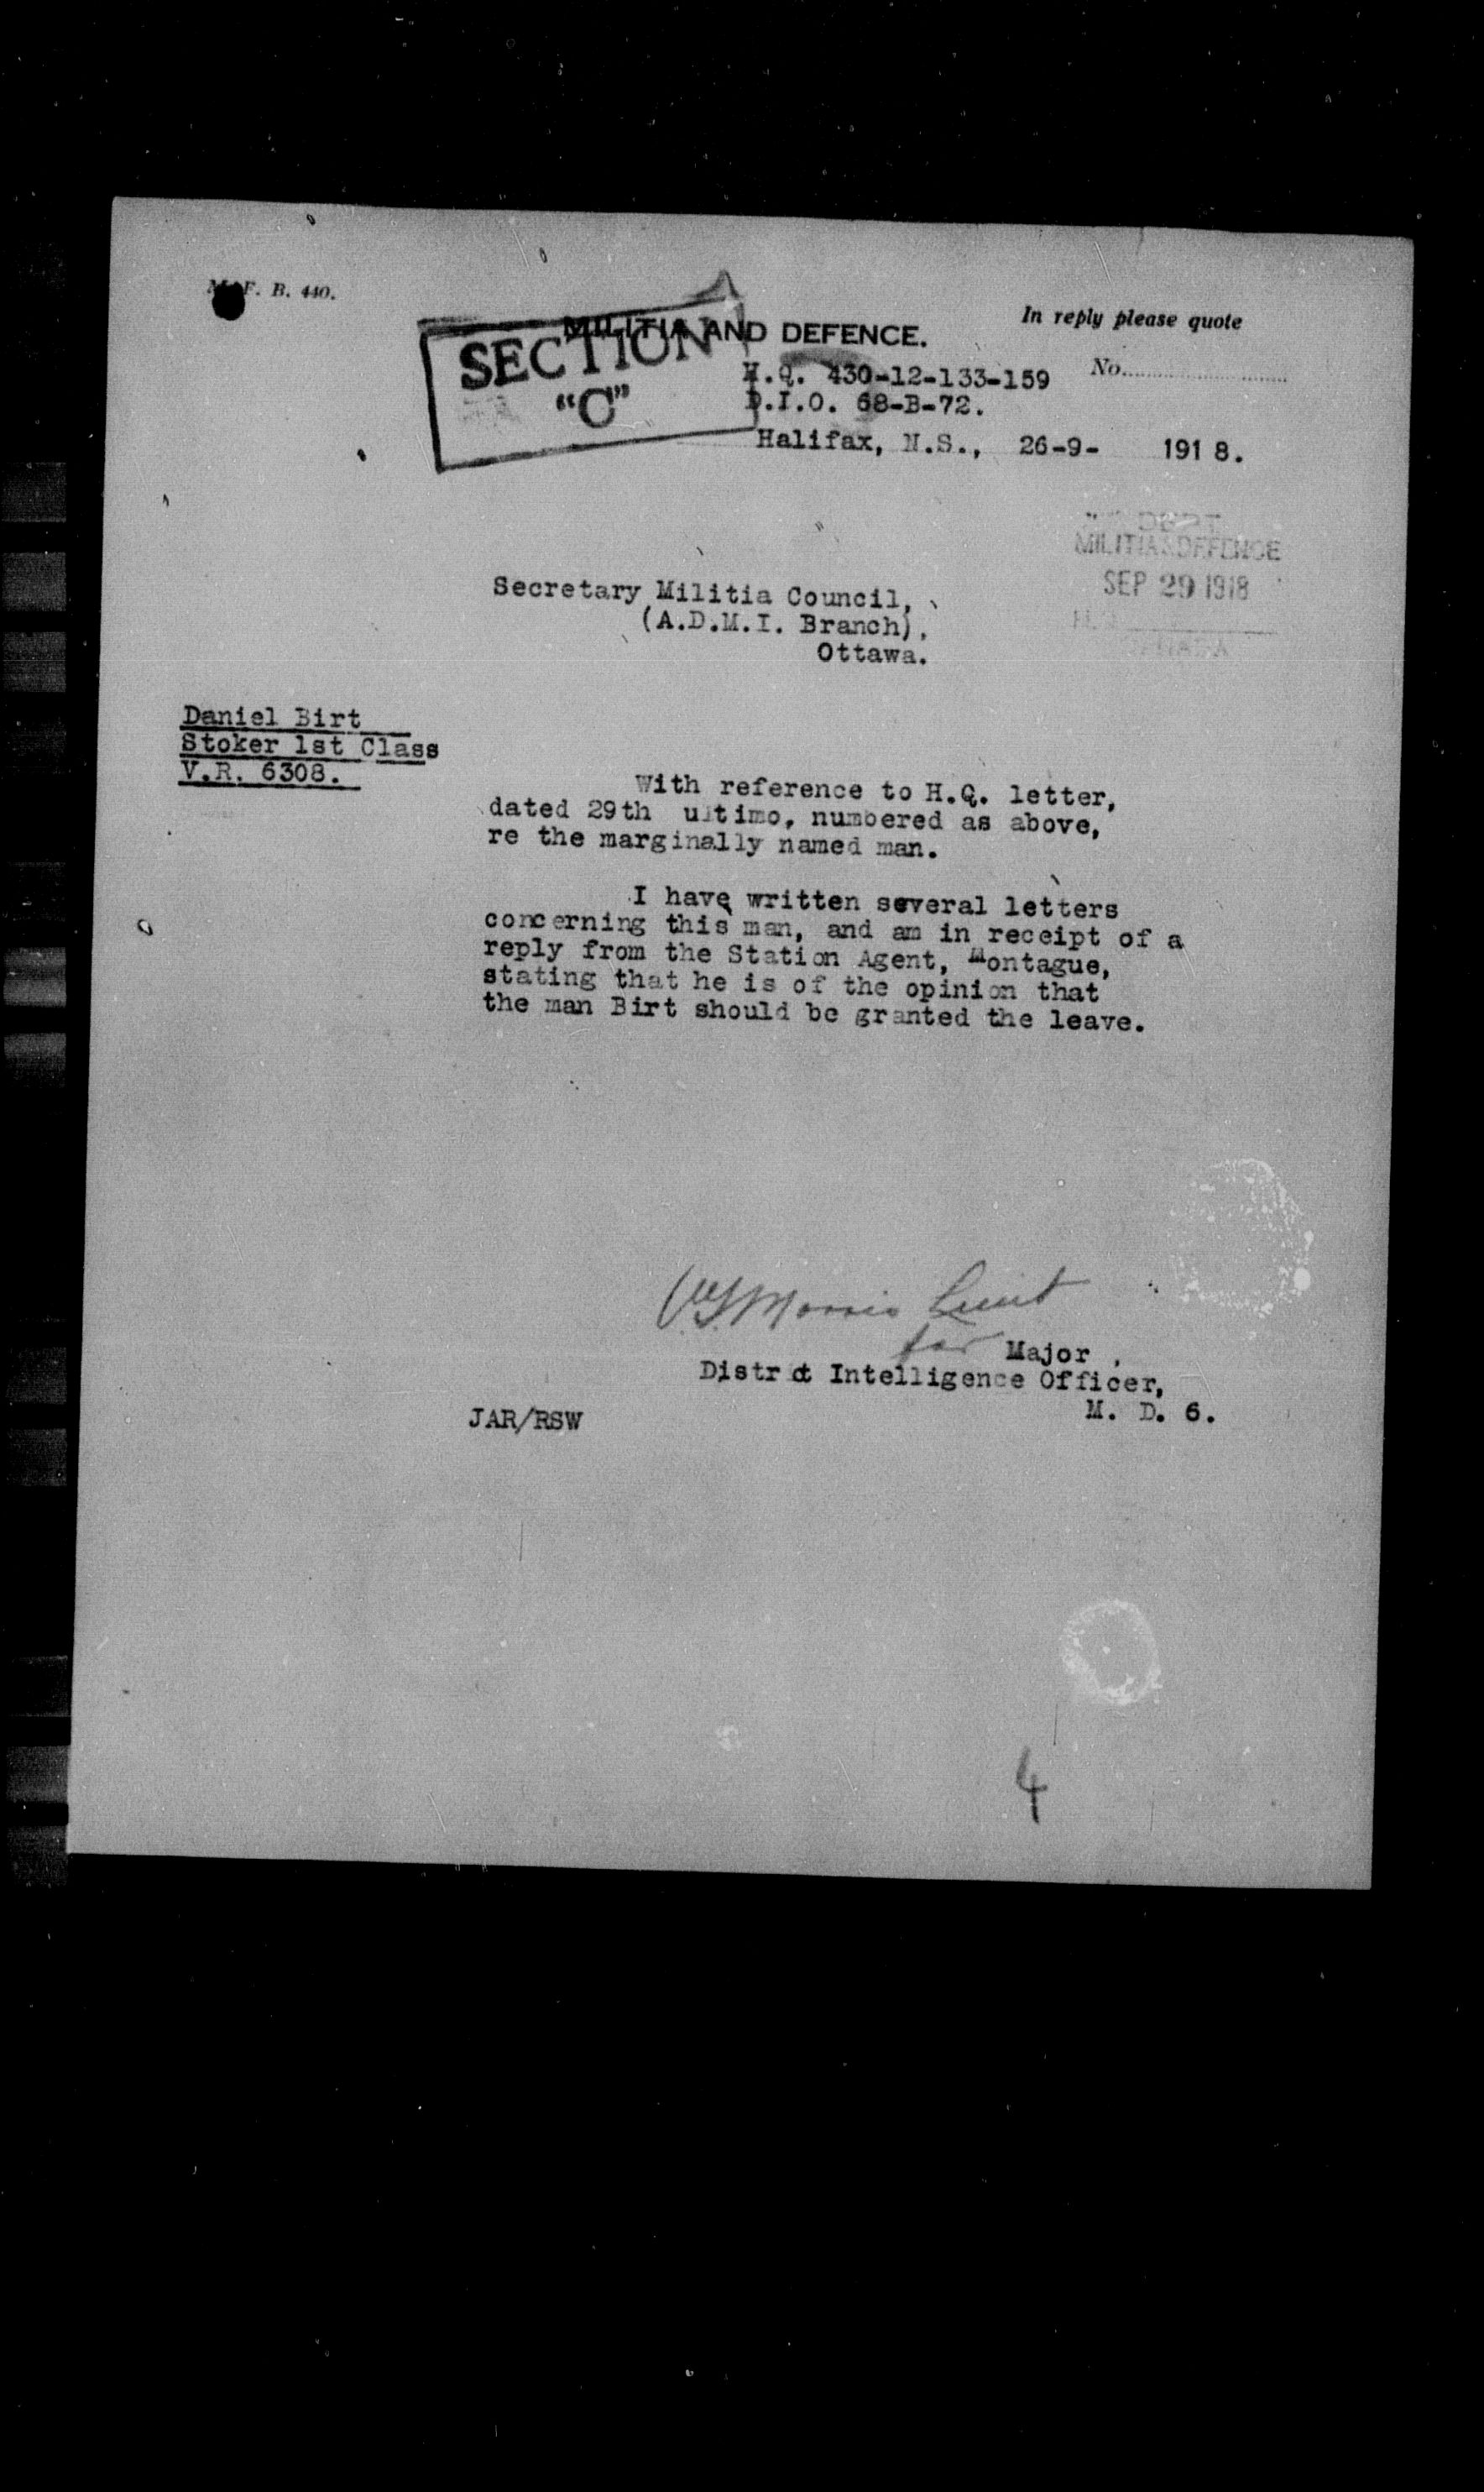 F. B. 440.
In reply please quote
MILITIA AND DEFENCE.
SECTION
"C"
No.
H.Q. 430-12-133-159
D.I.O. 68-B-72.
Halifax, N.S., 26-9- 191 8.
DEPT
MILITIA & DEFENCE
SEP 29 1918
Secretary Militia Council,
(A.D.M.I. Branch),
Ottawa.
Daniel Birt
Stoker 1st Class
V.R. 6308.
With reference to H.Q. letter,
dated 29th ultimo, numbered as above,
re the marginally named man.
I have written several letters
concerning this man, and am in receipt of a
reply from the Station Agent, Montague,
stating that he is of the opinion that
the man Birt should be granted the leave.
Morris Lieut
for Major,
District Intelligence Officer,
M. D. 6.
JAR/RSW
4